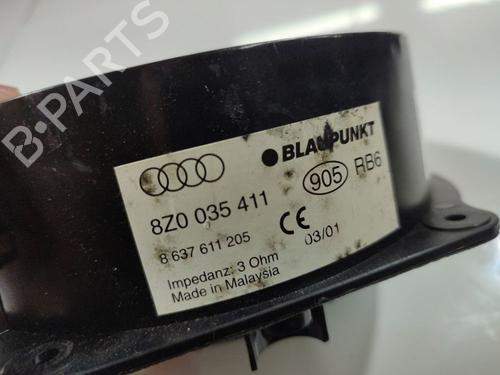 B-PARTS
BLAUPUNKT
8Z0 035 411
905 RB6
8 637 611 205
CE
03/01
Impedanz: 3 Ohm
Made in Malaysia